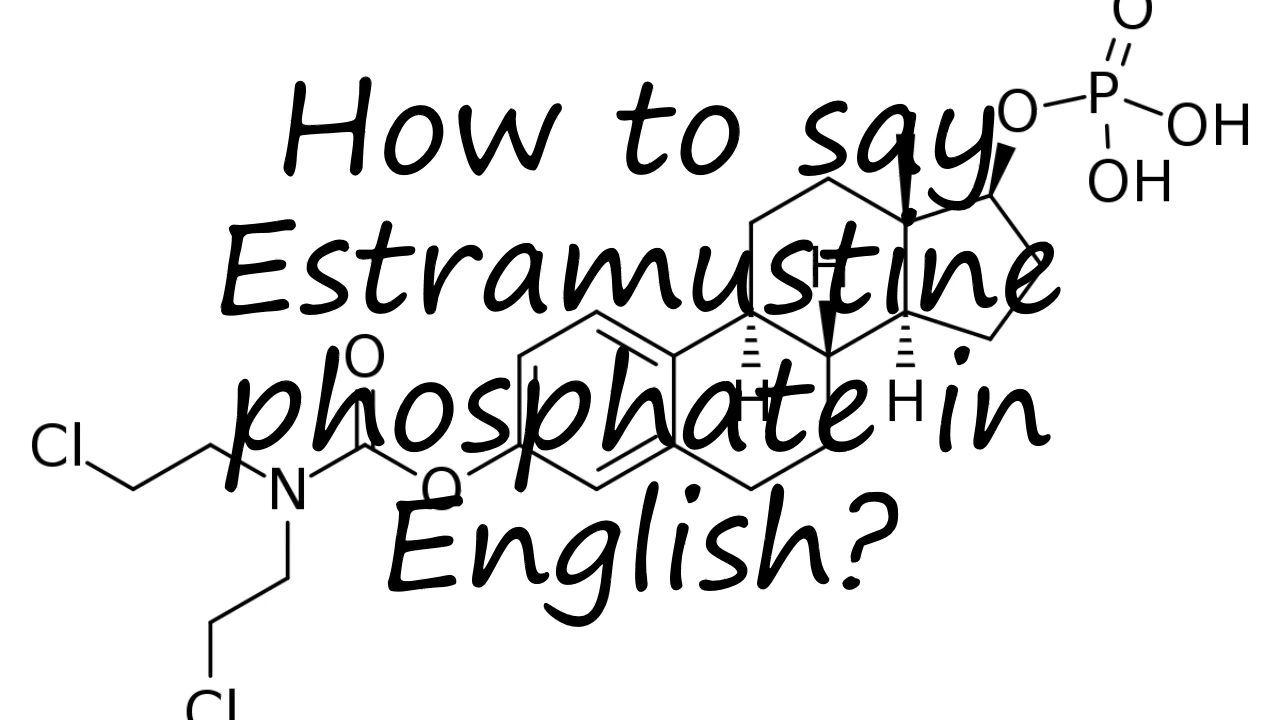 How to say
Estramustine
phosphate in
English?
O
P
O
OH
OH
H
H
H
O
Cl
N
O
Cl